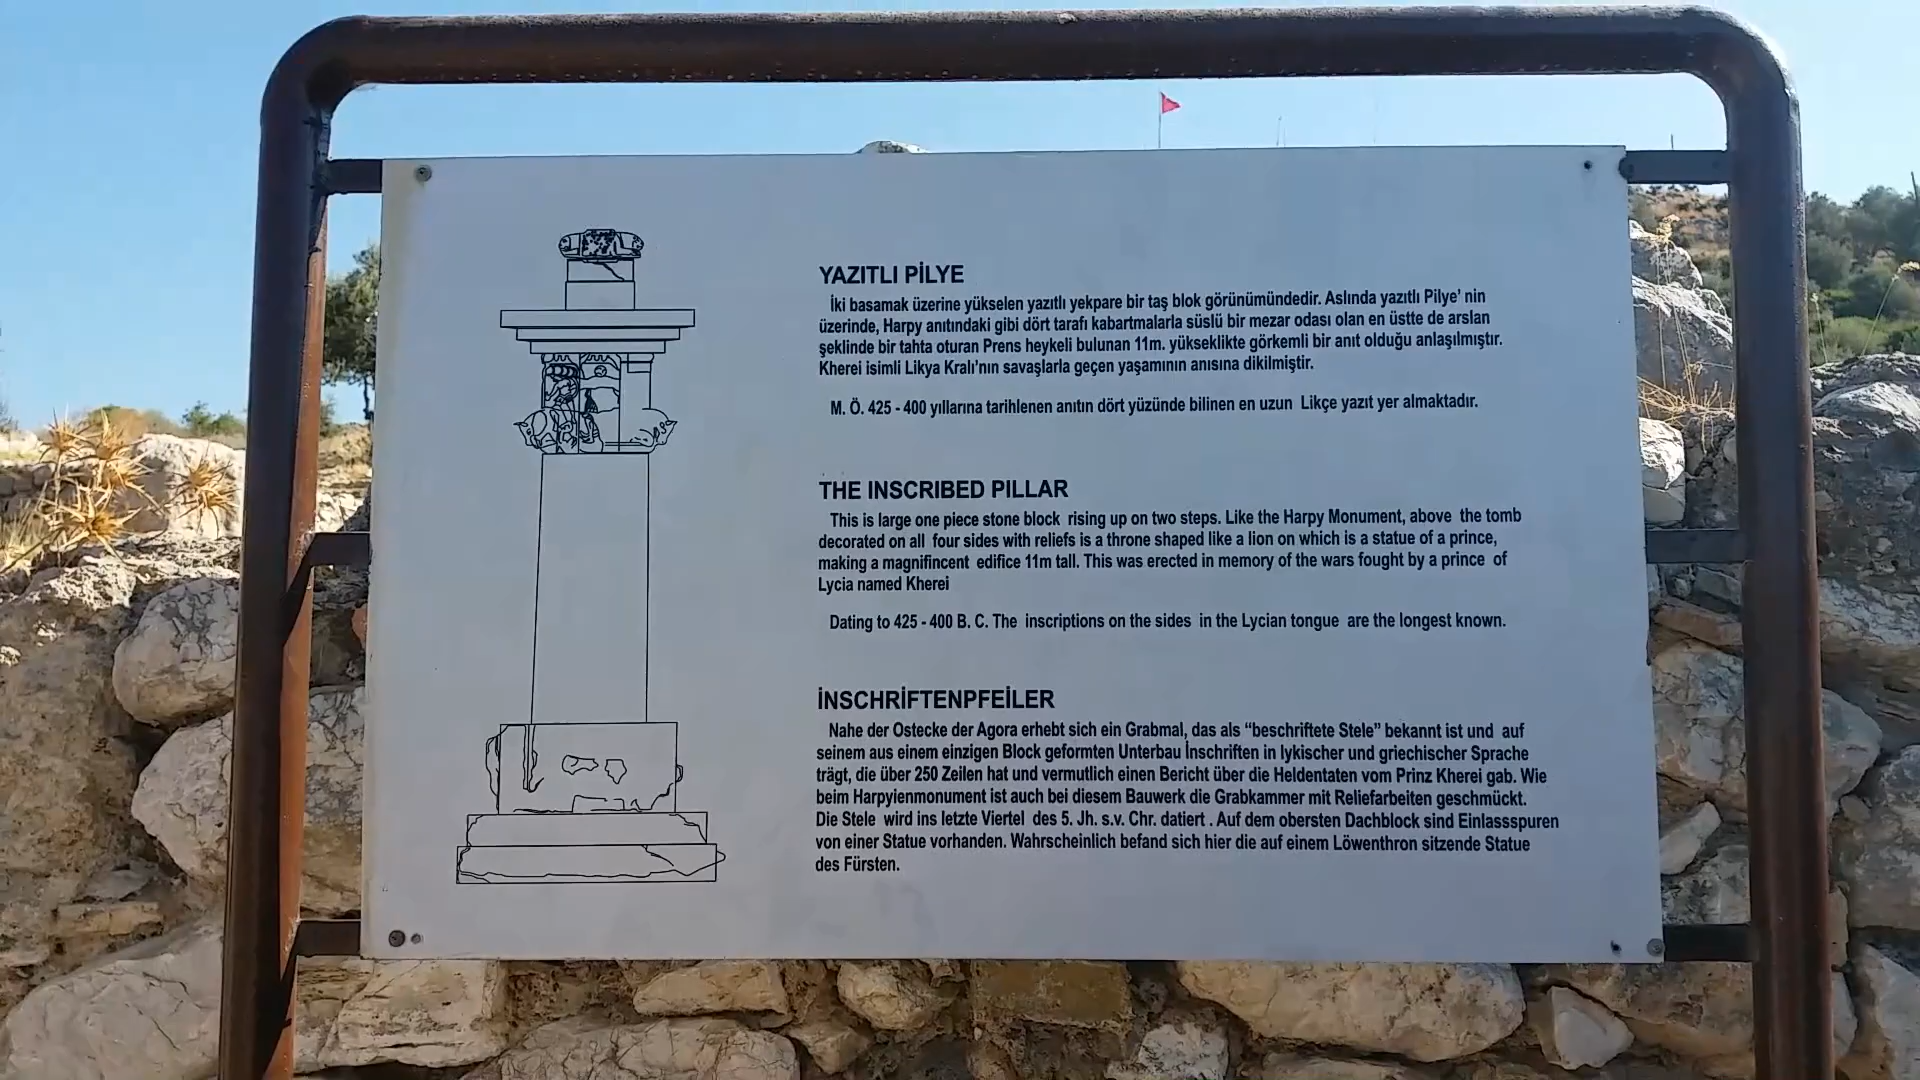 YAZITLI PİLYE
İki basamak üzerine yükselen yazıtlı yekpare bir taş blok görünümündedir. Aslında yazıtlı Pilye' nin
üzerinde, Harpy anıtındaki gibi dört tarafı kabartmalarla süslü bir mezar odası olan en üstte de arslan
şeklinde bir tahta oturan Prens heykeli bulunan 11m. yükseklikte görkemli bir anıt olduğu anlaşılmıştır.
Kherei isimli Likya Kralı'nın savaşlarla geçen yaşamının anısına dikilmiştir.
M. Ö. 425 - 400 yıllarına tarihlenen anıtın dört yüzünde bilinen en uzun Likçe yazıt yer almaktadır.
THE INSCRIBED PILLAR
This is large one piece stone block rising up on two steps. Like the Harpy Monument, above the tomb
decorated on all four sides with reliefs is a throne shaped like a lion on which is a statue of a prince,
making a magnifincent edifice 11m tall. This was erected in memory of the wars fought by a prince of
Lycia named Kherei
Dating to 425 - 400 B. C. The inscriptions on the sides in the Lycian tongue are the longest known.
İNSCHRİFTENPFEİLER
Nahe der Ostecke der Agora erhebt sich ein Grabmal, das als “beschriftete Stele” bekannt ist und auf
seinem aus einem einzigen Block geformten Unterbau İnschriften in lykischer und griechischer Sprache
trägt, die über 250 Zeilen hat und vermutlich einen Bericht über die Heldentaten vom Prinz Kherei gab. Wie
beim Harpyienmonument ist auch bei diesem Bauwerk die Grabkammer mit Reliefarbeiten geschmückt.
Die Stele wird ins letzte Viertel des 5. Jh. s.v. Chr. datiert . Auf dem obersten Dachblock sind Einlassspuren
von einer Statue vorhanden. Wahrscheinlich befand sich hier die auf einem Löwenthron sitzende Statue
des Fürsten.